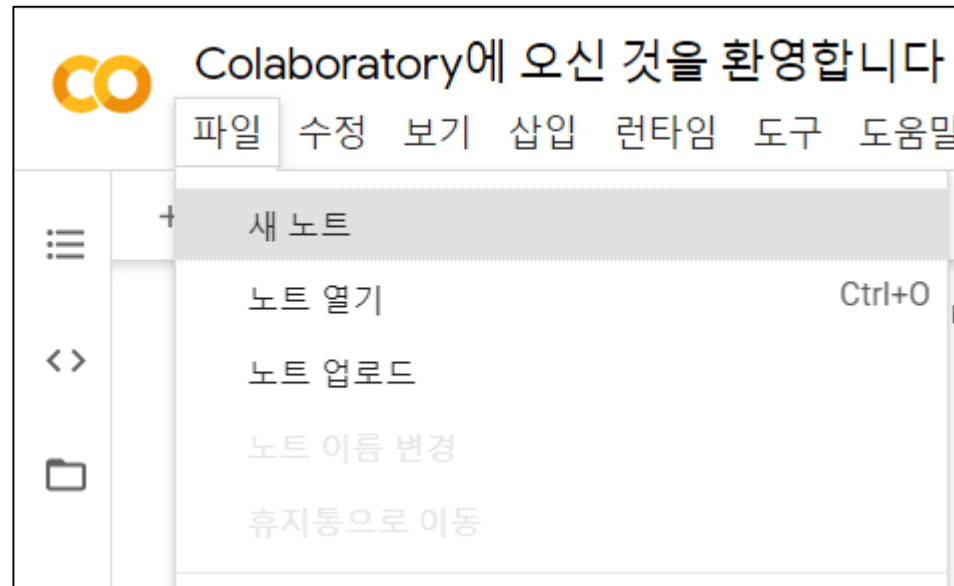 Colaboratory에 오신 것을 환영합니다
파일 수정 보기 삽입 런타임 도구 도움말
+
새 노트
노트 열기 Ctrl+O
노트 업로드
노트 이름 변경
휴지통으로 이동